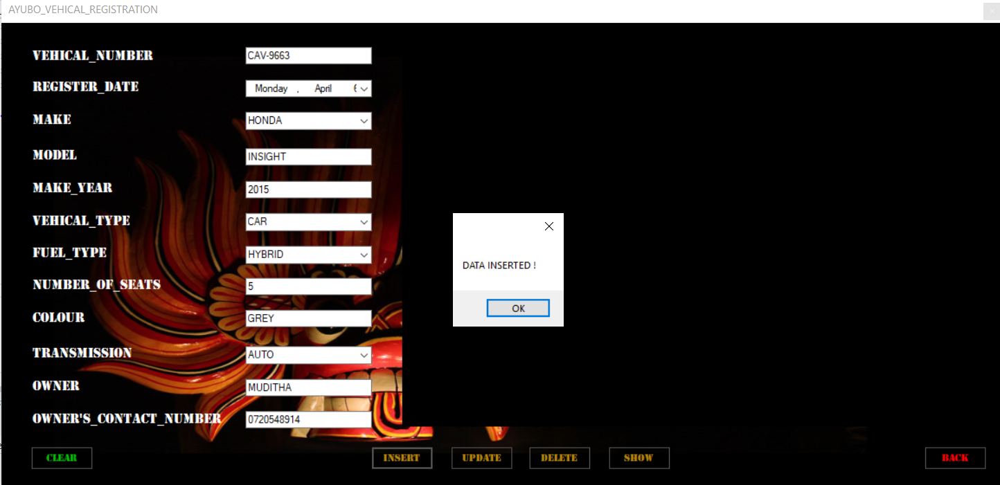 AYUBO_VEHICAL_REGISTRATION
VEHICAL_NUMBER CAV-9663
REGISTER_DATE Monday , April 6
MAKE HONDA
MODEL INSIGHT
MAKE_YEAR 2015
VEHICAL_TYPE CAR
FUEL_TYPE HYBRID
NUMBER_OF_SEATS 5
COLOUR GREY
TRANSMISSION AUTO
OWNER MUDITHA
OWNER'S_CONTACT_NUMBER 0720548914
DATA INSERTED !
OK
CLEAR INSERT UPDATE DELETE SHOW BACK